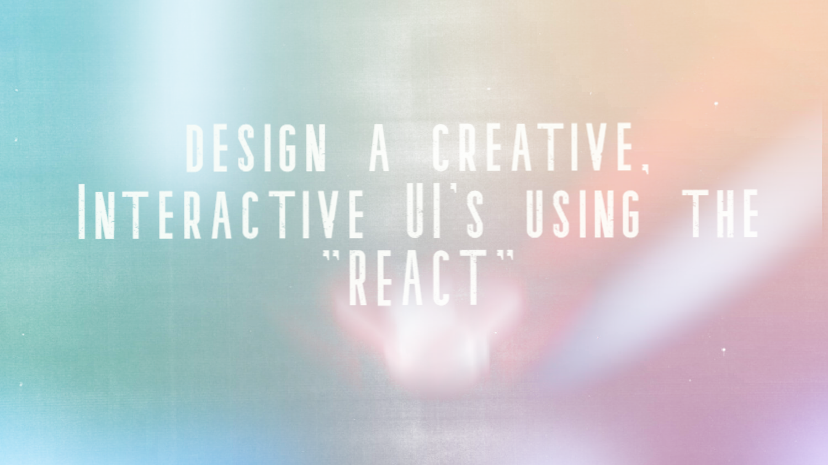 DESIGN A CREATIVE,
INTERACTIVE UI'S USING THE
"REACT"